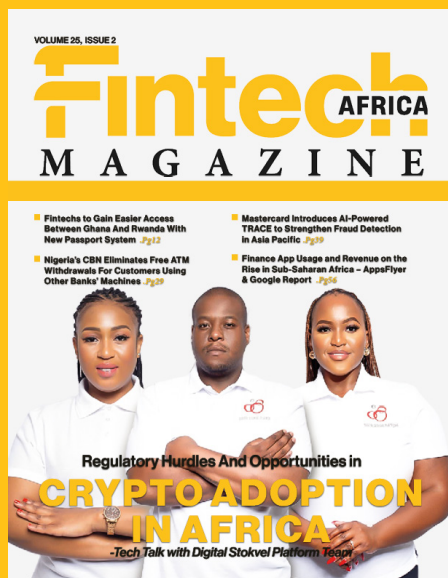 VOLUME 25, ISSUE 2
Fintech
AFRICA
MAGAZINE
Fintechs to Gain Easier Access
Between Ghana And Rwanda With
New Passport System .Pg12
Nigeria's CBN Eliminates Free ATM
Withdrawals For Customers Using
Other Banks' Machines .Pg29
Mastercard Introduces AI-Powered
TRACE to Strengthen Fraud Detection
in Asia Pacific .Pg39
Finance App Usage and Revenue on the
Rise in Sub-Saharan Africa – AppsFlyer
& Google Report .Pg56
Regulatory Hurdles And Opportunities in
CRYPTO ADOPTION
IN AFRICA
-Tech Talk with Digital Stokvel Platform Team